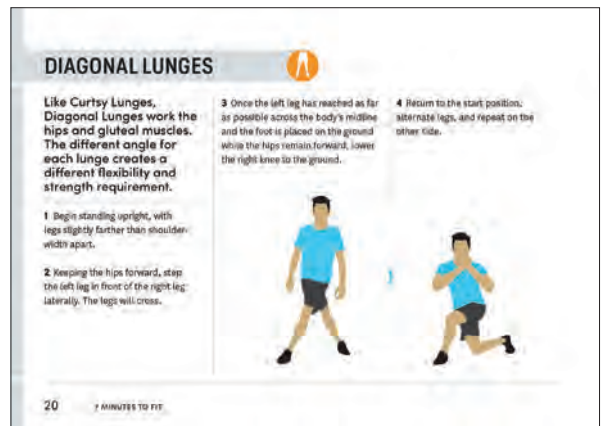 DIAGONAL LUNGES
Like Curtsy Lunges,
Diagonal Lunges work the
hips and gluteal muscles.
The different angle for
each lunge creates a
different flexibility and
strength requirement.
1 Begin standing upright, with
legs slightly farther than shoulder-
width apart.
2 Keeping the hips forward, step
the left leg in front of the right leg
laterally. The legs will cross.
3 Once the left leg has reached as far
as possible across the body's midline
and the foot is placed on the ground
while the hips remain forward, lower
the right knee to the ground.
4 Return to the start position,
alternate legs, and repeat on the
other side.
20 7 MINUTES TO FIT